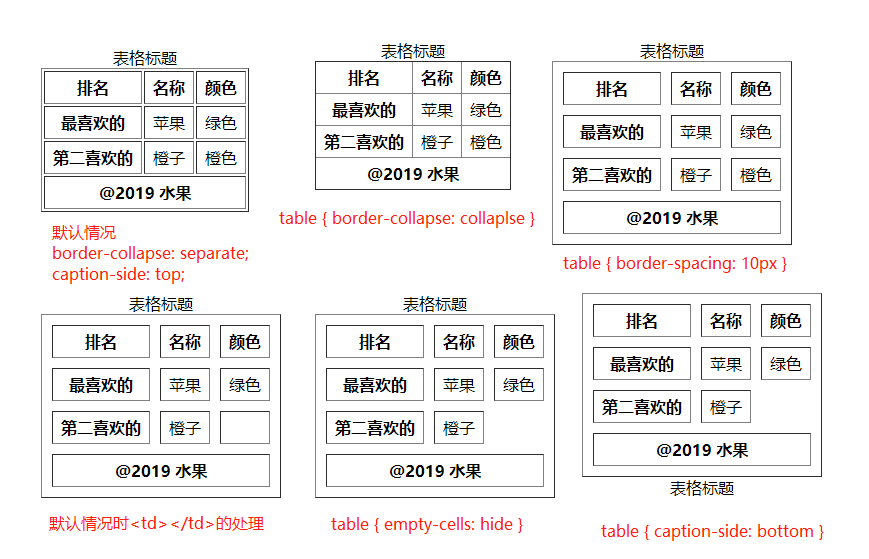 表格标题
排名 名称 颜色
最喜欢的 苹果 绿色
第二喜欢的 橙子 橙色
@2019 水果
默认情况
border-collapse: separate;
caption-side: top;
表格标题
排名 名称 颜色
最喜欢的 苹果 绿色
第二喜欢的 橙子 橙色
@2019 水果
table { border-collapse: collaplse }
表格标题
排名 名称 颜色
最喜欢的 苹果 绿色
第二喜欢的 橙子 橙色
@2019 水果
table { border-spacing: 10px }
表格标题
排名 名称 颜色
最喜欢的 苹果 绿色
第二喜欢的 橙子
@2019 水果
默认情况时<td></td>的处理
表格标题
排名 名称 颜色
最喜欢的 苹果 绿色
第二喜欢的 橙子
@2019 水果
table { empty-cells: hide }
排名 名称 颜色
最喜欢的 苹果 绿色
第二喜欢的 橙子
@2019 水果
表格标题
table { caption-side: bottom }